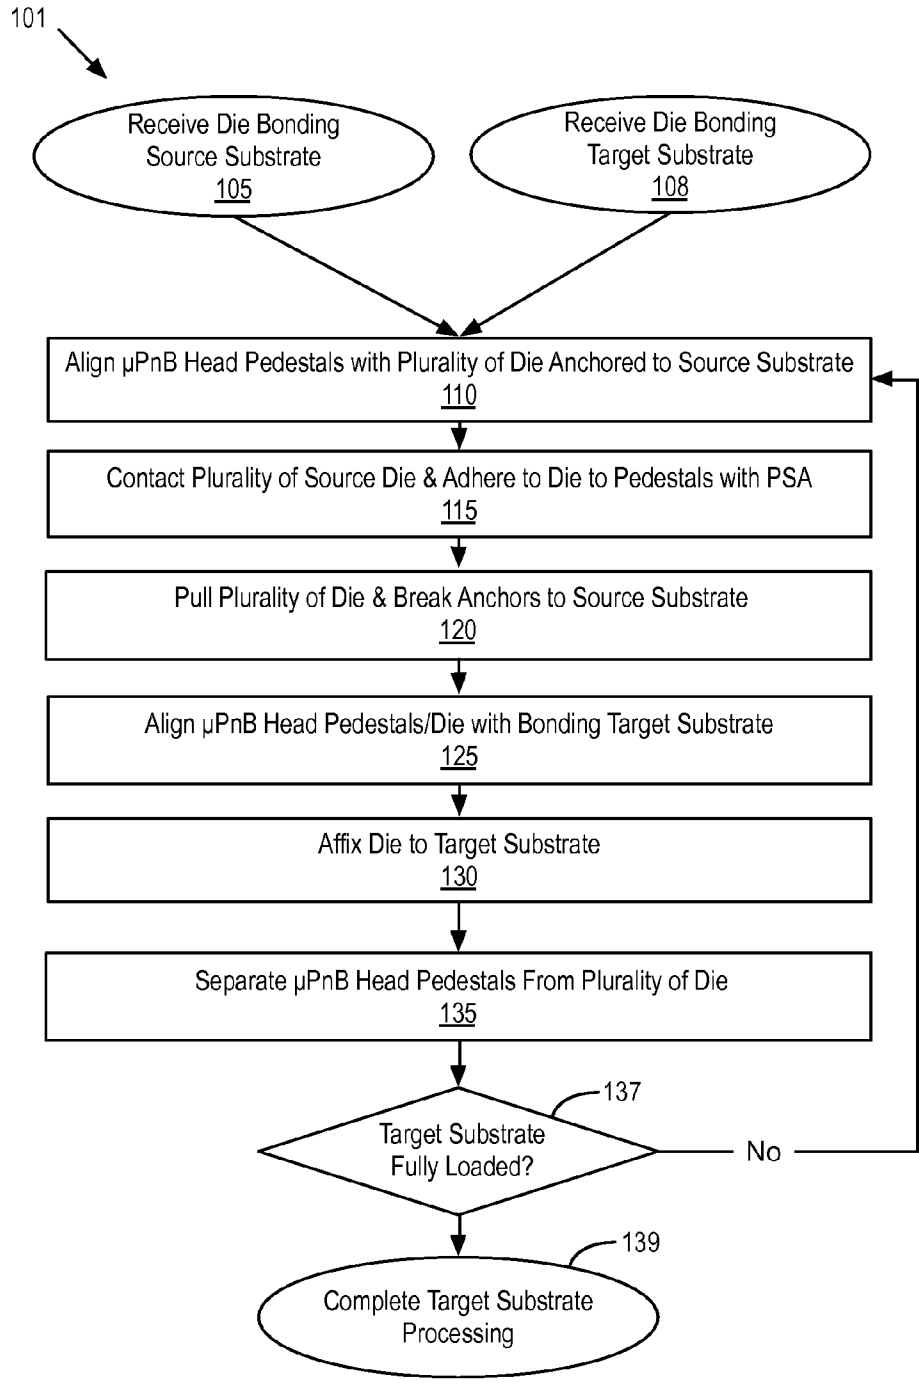 101
Receive Die Bonding
Source Substrate
105
Receive Die Bonding
Target Substrate
108
Align µPnB Head Pedestals with Plurality of Die Anchored to Source Substrate
110
Contact Plurality of Source Die & Adhere to Die to Pedestals with PSA
115
Pull Plurality of Die & Break Anchors to Source Substrate
120
Align µPnB Head Pedestals/Die with Bonding Target Substrate
125
Affix Die to Target Substrate
130
Separate µPnB Head Pedestals From Plurality of Die
135
137
Target Substrate
Fully Loaded?
No
139
Complete Target Substrate
Processing